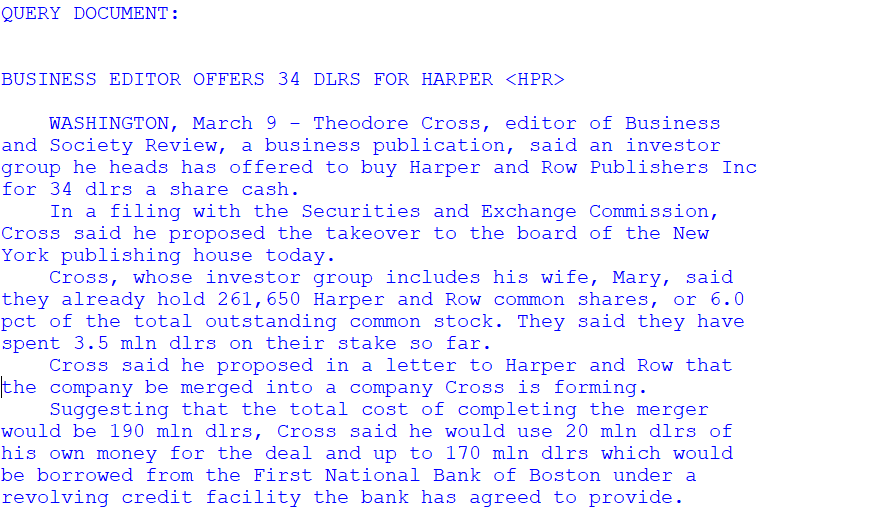 QUERY DOCUMENT:
BUSINESS EDITOR OFFERS 34 DLRS FOR HARPER <HPR>
WASHINGTON, March 9 - Theodore Cross, editor of Business
and Society Review, a business publication, said an investor
group he heads has offered to buy Harper and Row Publishers Inc
for 34 dlrs a share cash.
In a filing with the Securities and Exchange Commission,
Cross said he proposed the takeover to the board of the New
York publishing house today.
Cross, whose investor group includes his wife, Mary, said
they already hold 261,650 Harper and Row common shares, or 6.0
pct of the total outstanding common stock. They said they have
spent 3.5 mln dlrs on their stake so far.
Cross said he proposed in a letter to Harper and Row that
the company be merged into a company Cross is forming.
Suggesting that the total cost of completing the merger
would be 190 mln dlrs, Cross said he would use 20 mln dlrs of
his own money for the deal and up to 170 mln dlrs which would
be borrowed from the First National Bank of Boston under a
revolving credit facility the bank has agreed to provide.